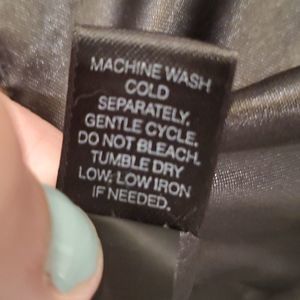 MACHINE WASH
COLD
SEPARATELY.
GENTLE CYCLE.
DO NOT BLEACH.
TUMBLE DRY
LOW; LOW IRON
IF NEEDED.